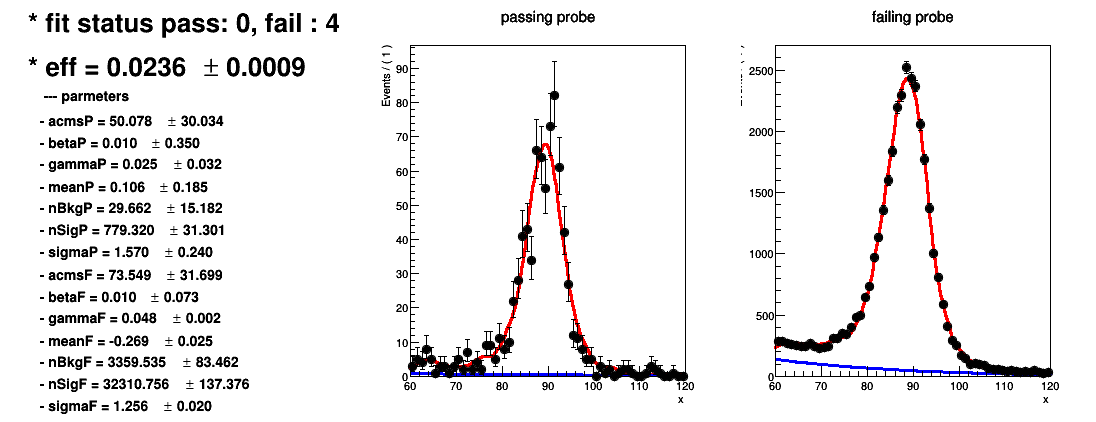 * fit status pass: 0, fail : 4
* eff = 0.0236 ± 0.0009
--- parmeters
- acmsP = 50.078 ± 30.034
- betaP = 0.010 ± 0.350
- gammaP = 0.025 ± 0.032
- meanP = 0.106 ± 0.185
- nBkgP = 29.662 ± 15.182
- nSigP = 779.320 ± 31.301
- sigmaP = 1.570 ± 0.240
- acmsF = 73.549 ± 31.699
- betaF = 0.010 ± 0.073
- gammaF = 0.048 ± 0.002
- meanF = -0.269 ± 0.025
- nBkgF = 3359.535 ± 83.462
- nSigF = 32310.756 ± 137.376
- sigmaF = 1.256 ± 0.020
passing probe
Events / ( 1 )
90
80
70
60
50
40
30
20
10
0
60 70 80 90 100 110 120
x
failing probe
2500
2000
1500
1000
500
0
60 70 80 90 100 110 120
x